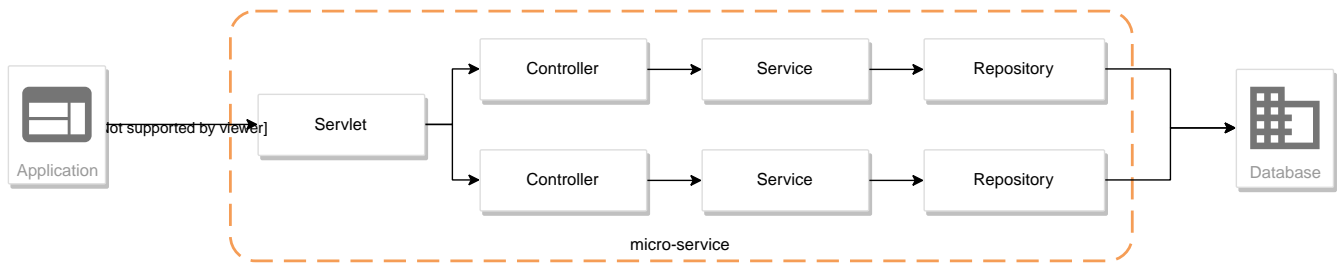 Application
Not supported by viewer]
Servlet
Controller
Service
Repository
Controller
Service
Repository
Database
micro-service